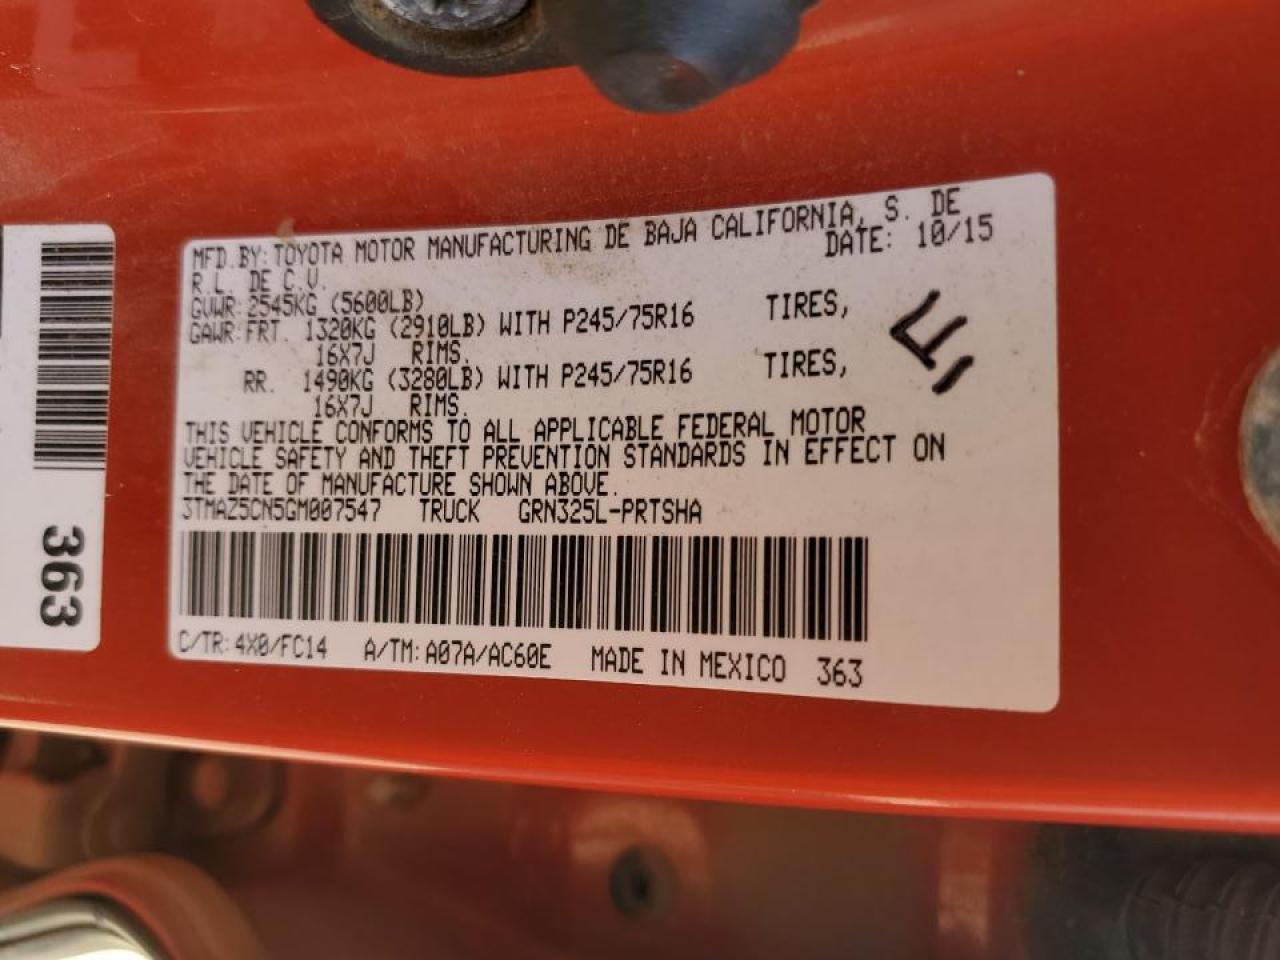 MFD.BY: TOYOTA MOTOR MANUFACTURING DE BAJA CALIFORNIA, S. DE
R.L. DE C.V. DATE: 10/15
GVWR: 2545KG (5600LB)
GAWR: FRT. 1320KG (2910LB) WITH P245/75R16 TIRES,
16X7J RIMS.
RR. 1490KG (3280LB) WITH P245/75R16 TIRES,
16X7J RIMS.
THIS VEHICLE CONFORMS TO ALL APPLICABLE FEDERAL MOTOR
VEHICLE SAFETY AND THEFT PREVENTION STANDARDS IN EFFECT ON
THE DATE OF MANUFACTURE SHOWN ABOVE.
3TMAZ5CN5GM007547 TRUCK GRN325L-PRTSHA
C/TR: 4X0/FC14 A/TM: A07A/AC60E MADE IN MEXICO 363
363